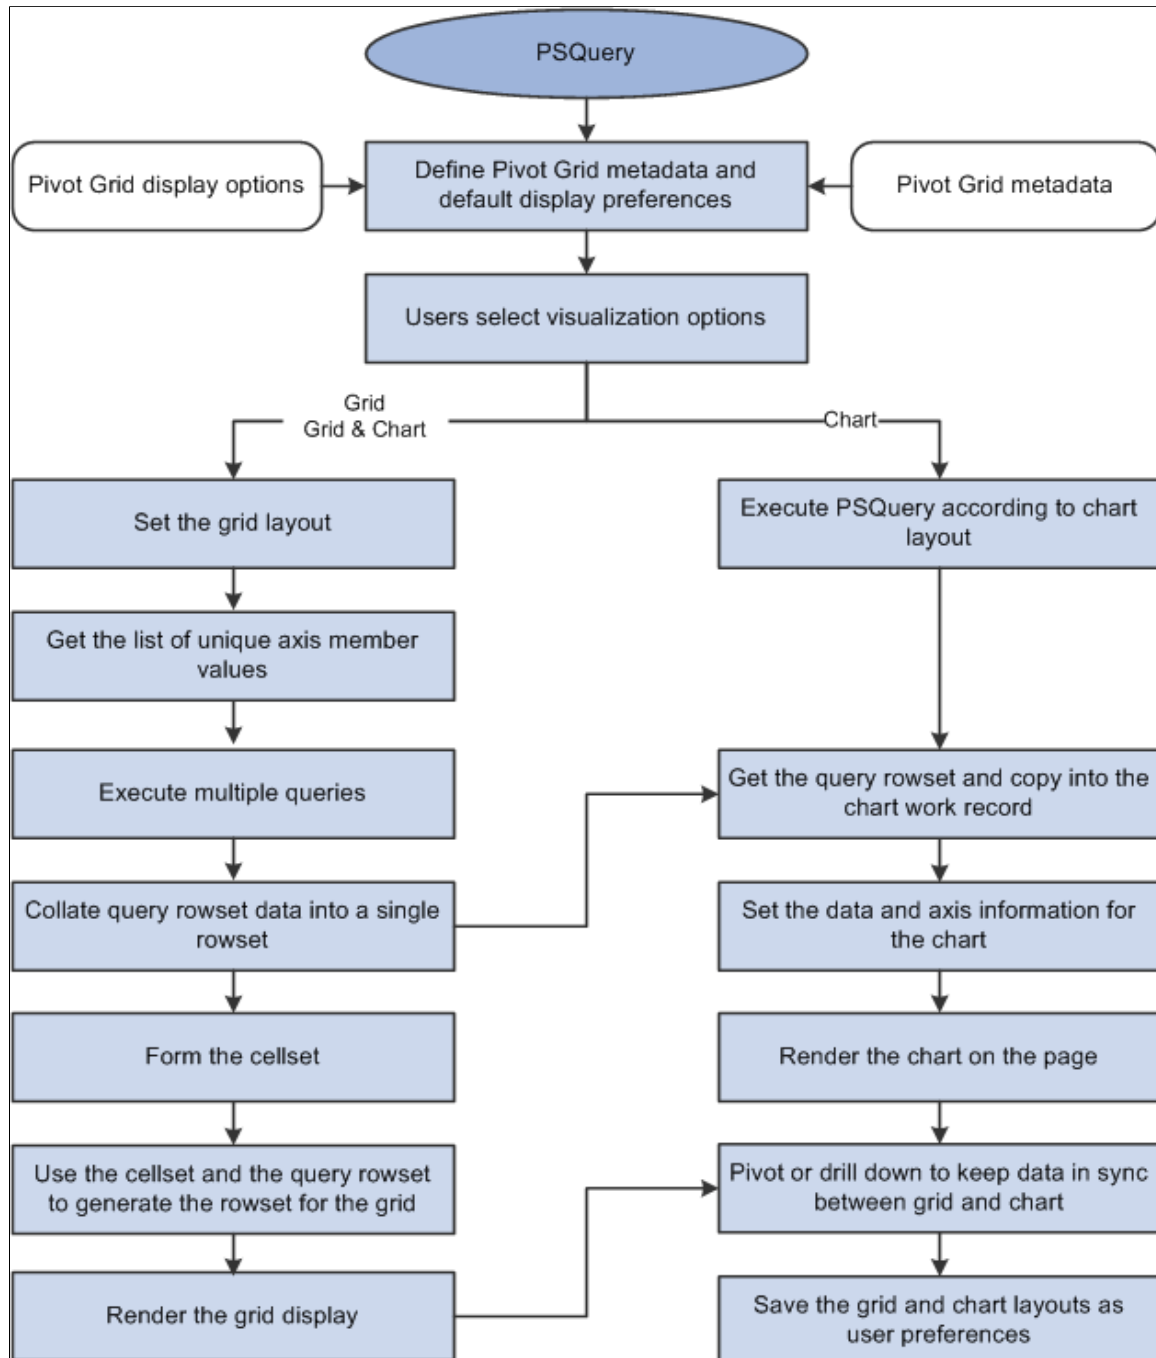 PSQuery
Pivot Grid display options
Define Pivot Grid metadata and
default display preferences
Pivot Grid metadata
Users select visualization options
Grid
Grid & Chart
Chart
Set the grid layout
Execute PSQuery according to chart
layout
Get the list of unique axis member
values
Execute multiple queries
Get the query rowset and copy into the
chart work record
Collate query rowset data into a single
rowset
Set the data and axis information for
the chart
Form the cellset
Render the chart on the page
Use the cellset and the query rowset
to generate the rowset for the grid
Pivot or drill down to keep data in sync
between grid and chart
Render the grid display
Save the grid and chart layouts as
user preferences